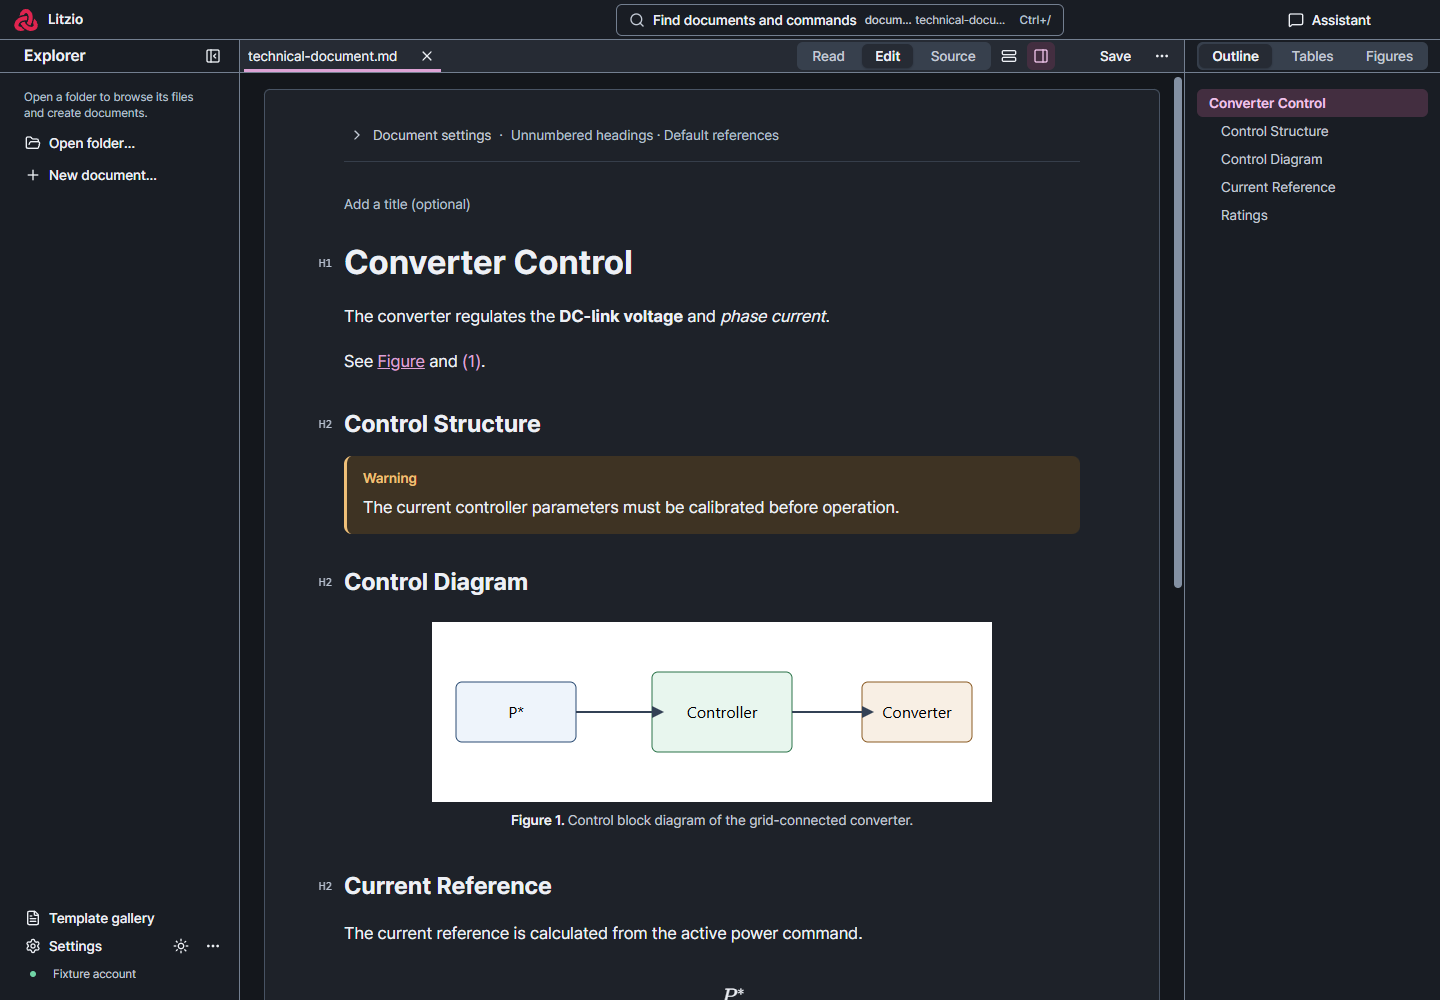 Litzio
Find documents and commands docum... technical-docu... Ctrl+/
Assistant
Explorer
technical-document.md
Read Edit Source
Save
Outline Tables Figures
Open a folder to browse its files
and create documents.
Open folder...
New document...
Document settings · Unnumbered headings · Default references
Add a title (optional)
H1 Converter Control
The converter regulates the DC-link voltage and phase current.
See Figure and (1).
H2 Control Structure
Warning
The current controller parameters must be calibrated before operation.
H2 Control Diagram
P* Controller Converter
Figure 1. Control block diagram of the grid-connected converter.
H2 Current Reference
The current reference is calculated from the active power command.
P*
Converter Control
Control Structure
Control Diagram
Current Reference
Ratings
Template gallery
Settings
Fixture account